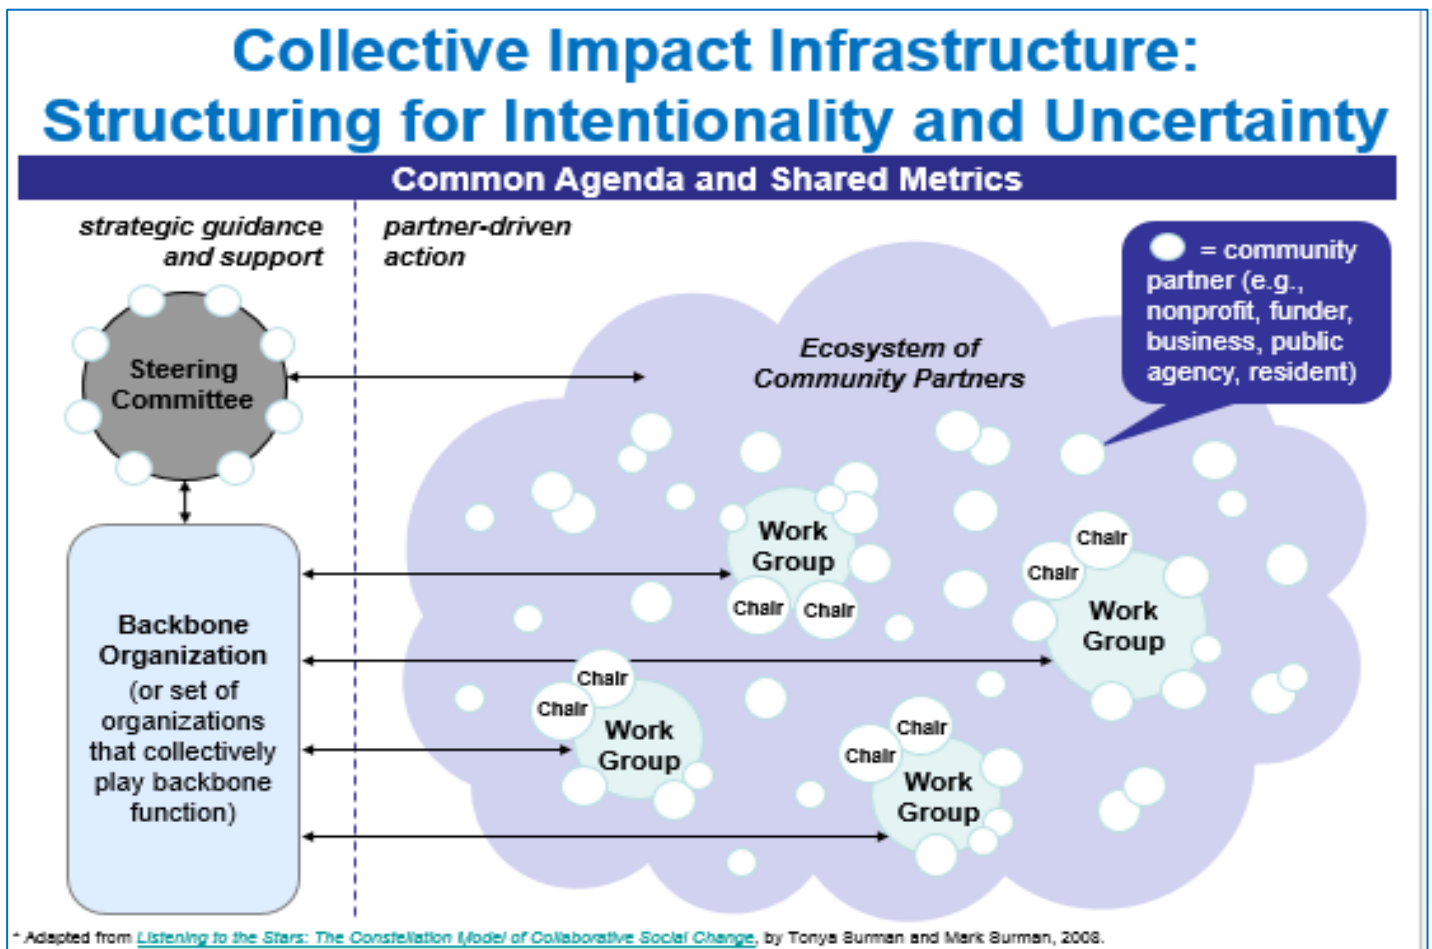 Collective Impact Infrastructure:
Structuring for Intentionality and Uncertainty
Common Agenda and Shared Metrics
strategic guidance
and support
partner-driven
action
= community
partner (e.g.,
nonprofit, funder,
business, public
agency, resident)
Steering
Committee
Ecosystem of
Community Partners
Work
Group
Chair
Chair
Chair
Chair
Work
Group
Backbone
Organization
(or set of
organizations
that collectively
play backbone
function)
Chair
Chair
Work
Group
Chair
Chair
Work
Group
* Adapted from Listening to the Stars: The Constellation Model of Collaborative Social Change, by Tonya Surman and Mark Surman, 2008.